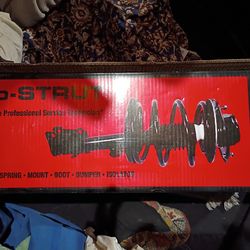 -STRUT
Professional Service
SPRING • MOUNT • BOOT • BUMPER • ISOLATOR